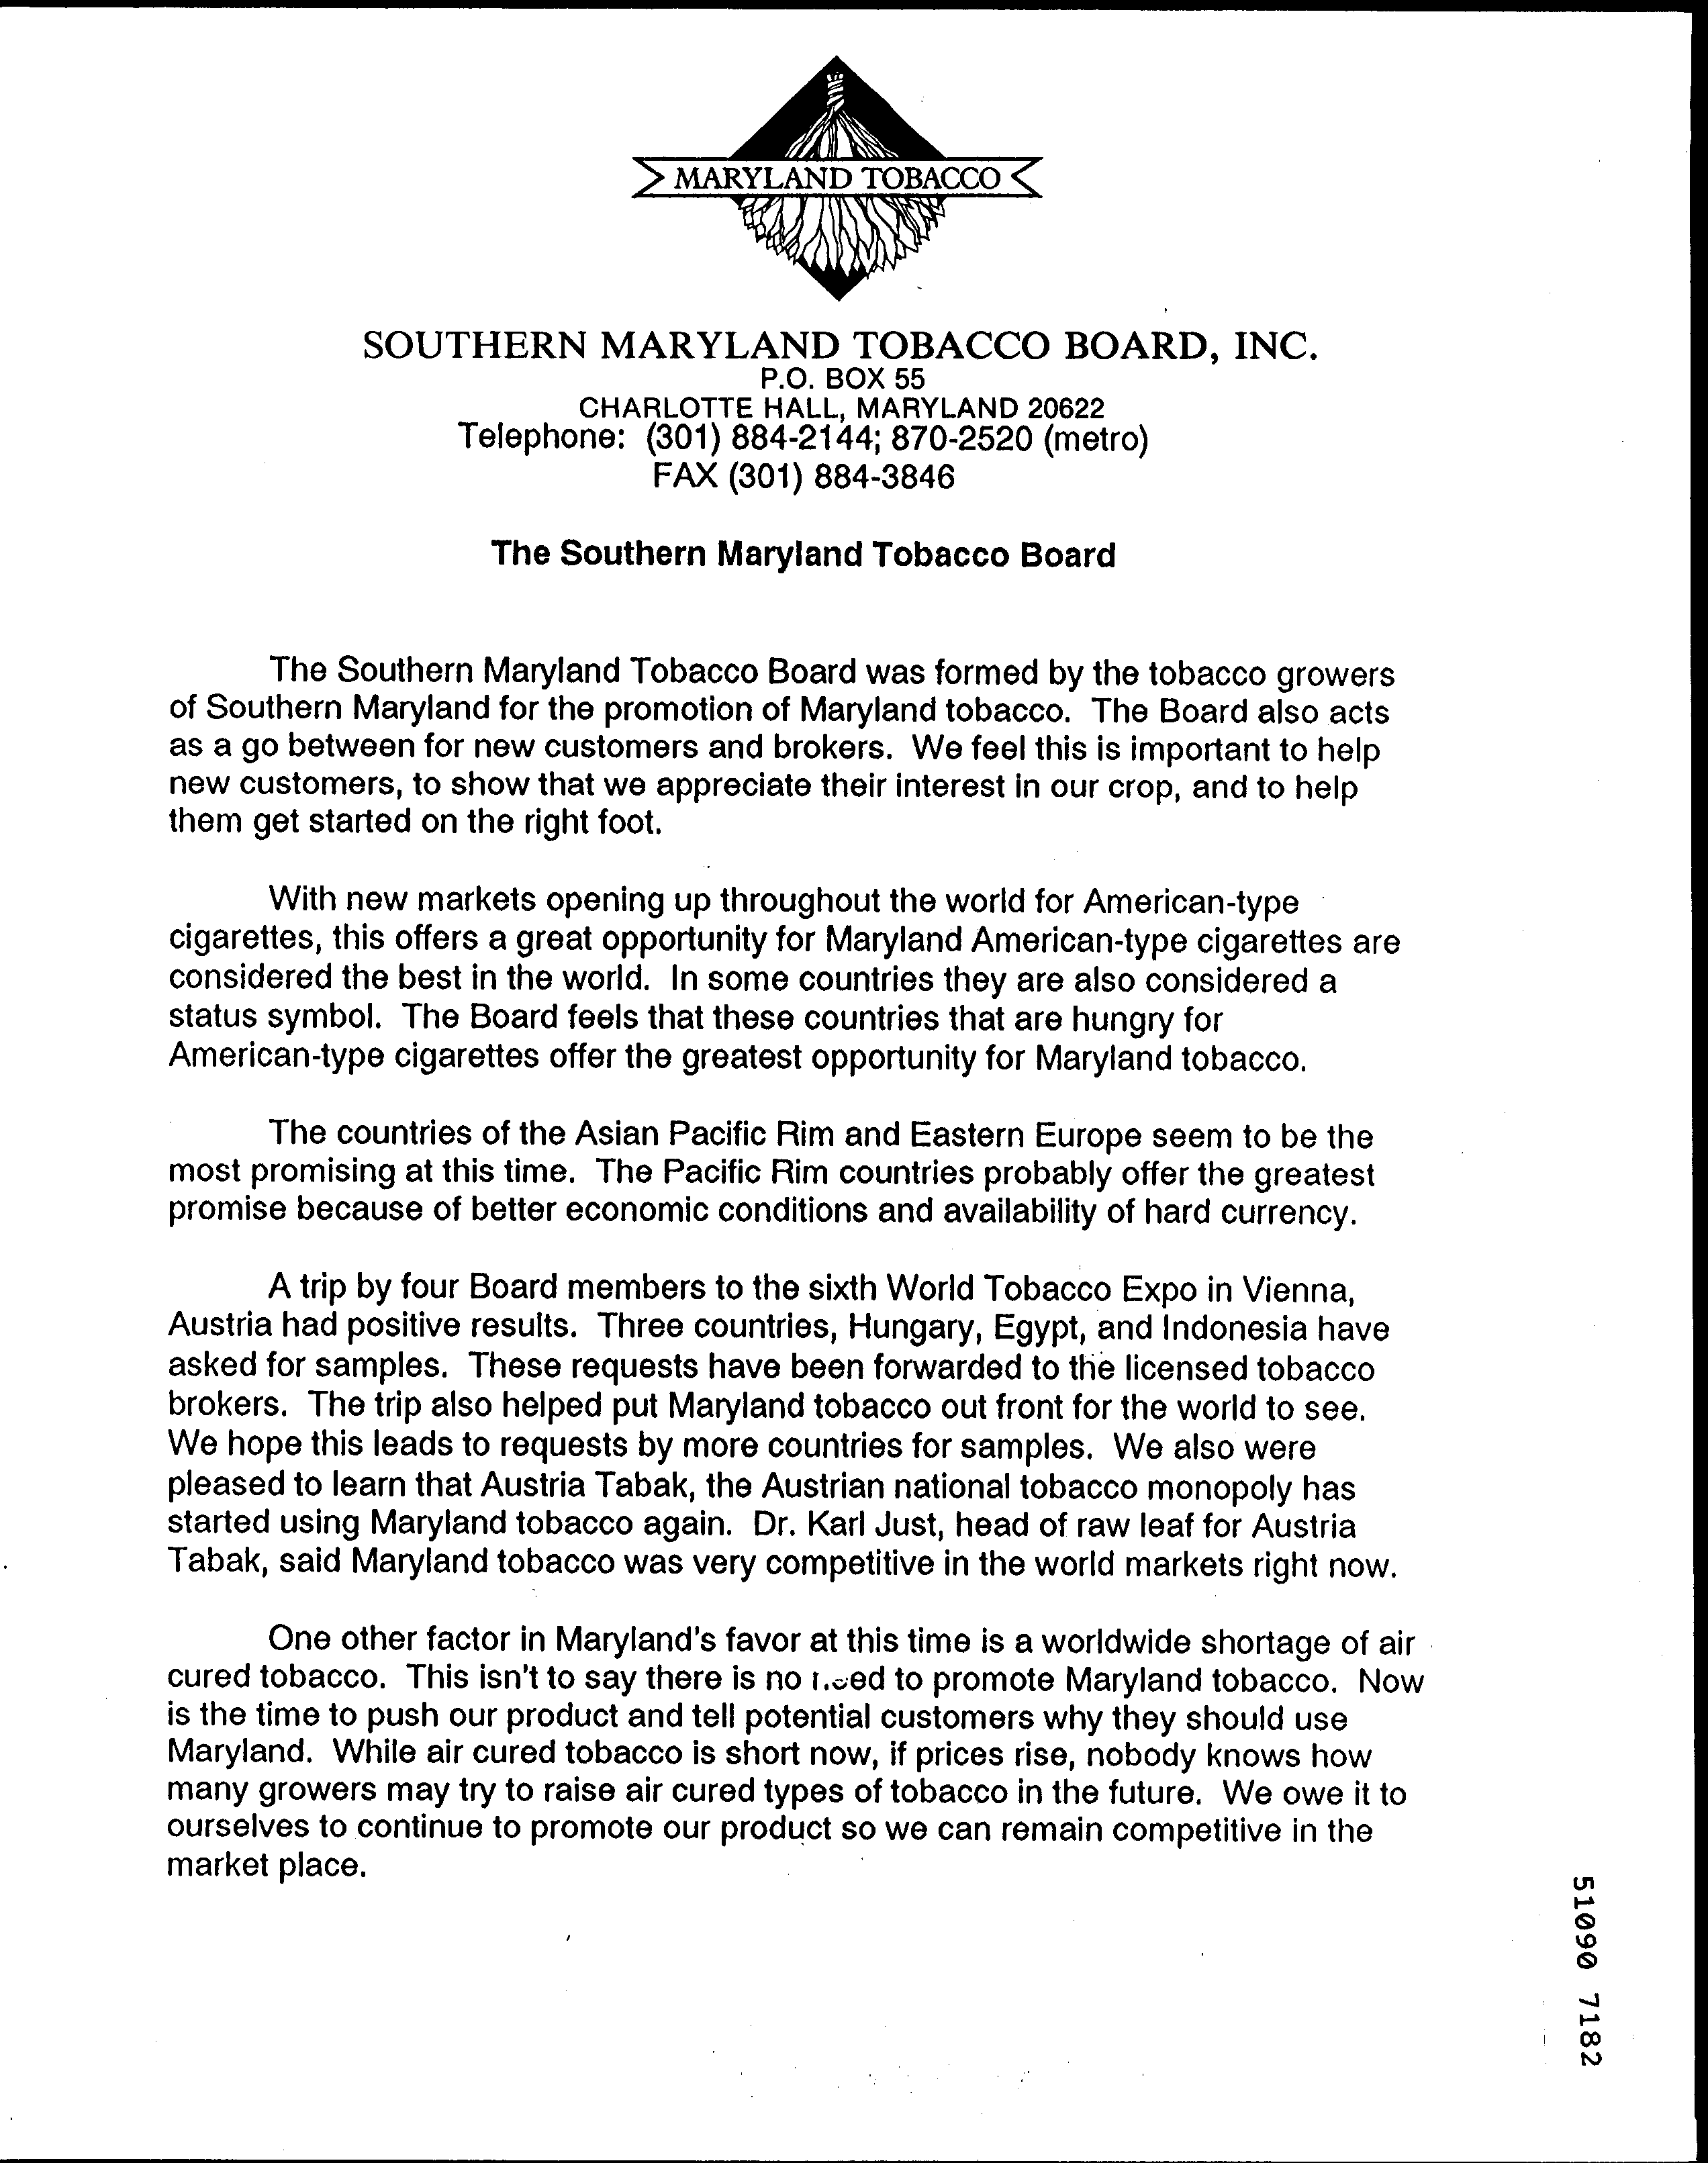 MARYLAND TOBACCO
SOUTHERN MARYLAND TOBACCO BOARD, INC.
P.O. BOX 55
CHARLOTTE HALL, MARYLAND 20622
Telephone: (301) 884-2144; 870-2520 (metro)
FAX (301) 884-3846
The Southern Maryland Tobacco Board
The Southern Maryland Tobacco Board was formed by the tobacco growers
of Southern Maryland for the promotion of Maryland tobacco. The Board also acts
as a go between for new customers and brokers. We feel this is important to help
new customers, to show that we appreciate their interest in our crop, and to help
them get started on the right foot.
With new markets opening up throughout the world for American-type
cigarettes, this offers a great opportunity for Maryland American-type cigarettes are
considered the best in the world. In some countries they are also considered a
status symbol. The Board feels that these countries that are hungry for
American-type cigarettes offer the greatest opportunity for Maryland tobacco.
The countries of the Asian Pacific Rim and Eastern Europe seem to be the
most promising at this time. The Pacific Rim countries probably offer the greatest
promise because of better economic conditions and availability of hard currency.
A trip by four Board members to the sixth World Tobacco Expo in Vienna,
Austria had positive results. Three countries, Hungary, Egypt, and Indonesia have
asked for samples. These requests have been forwarded to the licensed tobacco
brokers. The trip also helped put Maryland tobacco out front for the world to see.
We hope this leads to requests by more countries for samples. We also were
pleased to learn that Austria Tabak, the Austrian national tobacco monopoly has
started using Maryland tobacco again. Dr. Karl Just, head of raw leaf for Austria
Tabak, said Maryland tobacco was very competitive in the world markets right now.
One other factor in Maryland's favor at this time is a worldwide shortage of air
cured tobacco. This isn't to say there is no need to promote Maryland tobacco. Now
is the time to push our product and tell potential customers why they should use
Maryland. While air cured tobacco is short now, if prices rise, nobody knows how
many growers may try to raise air cured types of tobacco in the future. We owe it to
ourselves to continue to promote our product so we can remain competitive in the
market place.
51090 7182